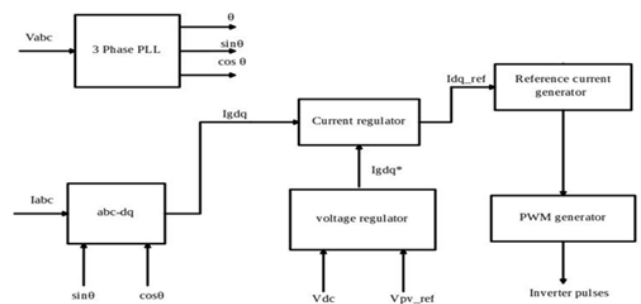 θ
Vabc
3 Phase PLL
sinθ
cos θ
Idq_ref
Reference current
generator
Igdq
Current regulator
Igdq*
Iabc
abc-dq
voltage regulator
PWM generator
sinθ
cosθ
Vdc
Vpv_ref
Inverter pulses